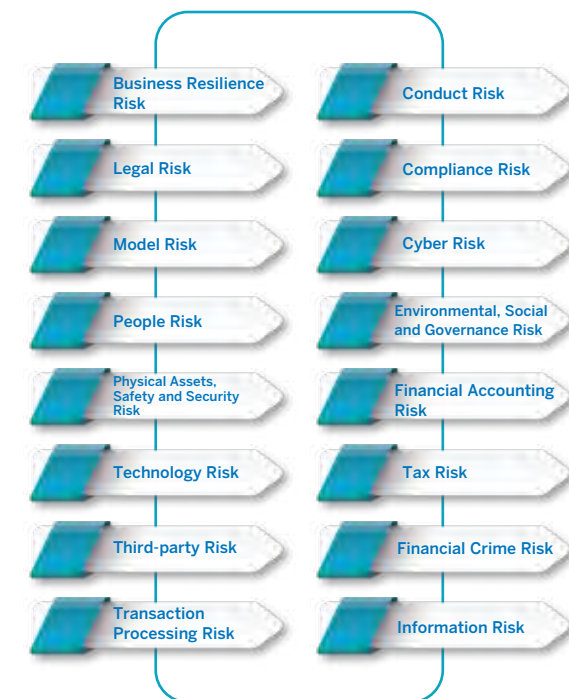 Business Resilience
Risk
Legal Risk
Model Risk
People Risk
Physical Assets,
Safety and Security
Risk
Technology Risk
Third-party Risk
Transaction
Processing Risk
Conduct Risk
Compliance Risk
Cyber Risk
Environmental, Social
and Governance Risk
Financial Accounting
Risk
Tax Risk
Financial Crime Risk
Information Risk